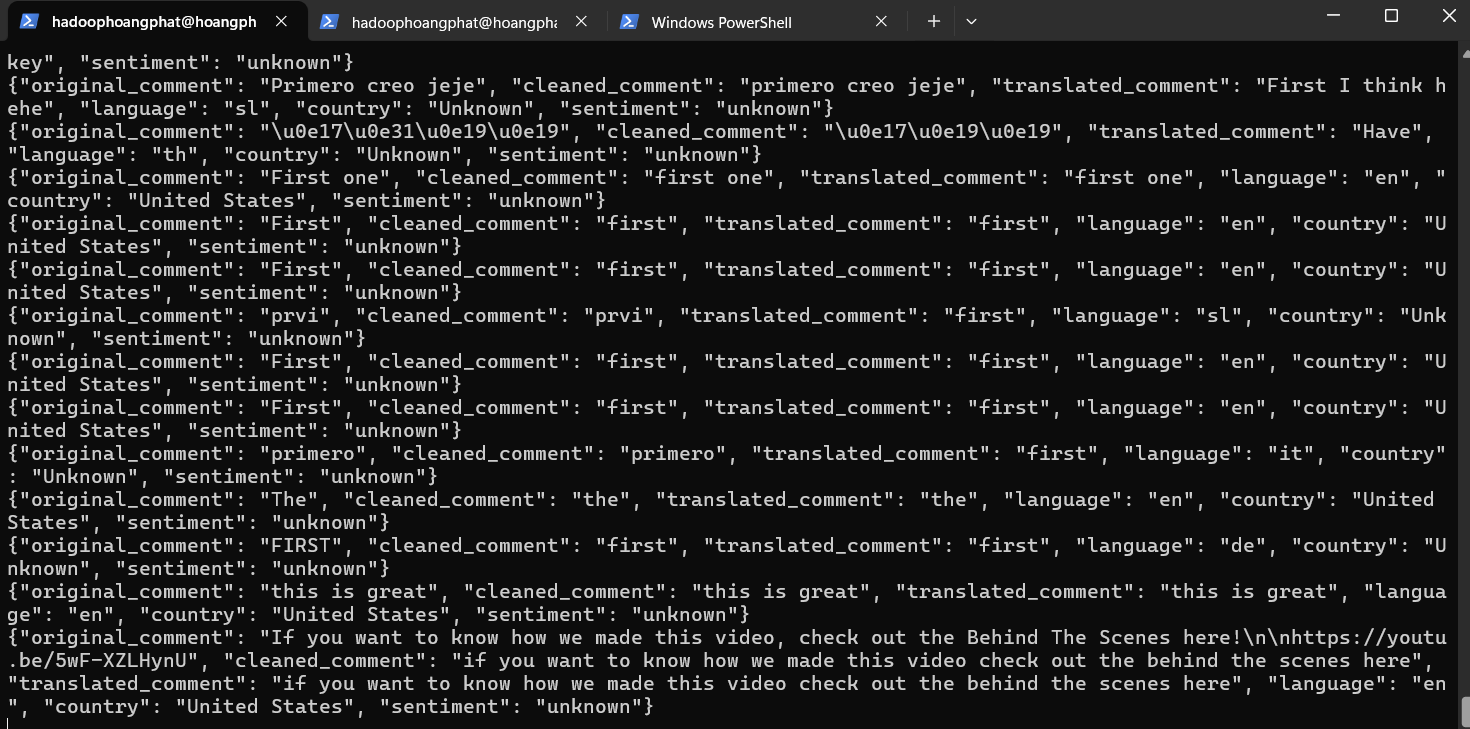 hadoophoangphat@hoangph
hadoophoangphat@hoangpha
Windows PowerShell
key", "sentiment": "unknown"}
{"original_comment": "Primero creo jeje", "cleaned_comment": "primero creo jeje", "translated_comment": "First I think h
ehe", "language": "sl", "country": "Unknown", "sentiment": "unknown"}
{"original_comment": "\u0e17\u0e31\u0e19\u0e19", "cleaned_comment": "\u0e17\u0e19\u0e19", "translated_comment": "Have",
"language": "th", "country": "Unknown", "sentiment": "unknown"}
{"original_comment": "First one", "cleaned_comment": "first one", "translated_comment": "first one", "language": "en", "
country": "United States", "sentiment": "unknown"}
{"original_comment": "First", "cleaned_comment": "first", "translated_comment": "first", "language": "en", "country": "U
nited States", "sentiment": "unknown"}
{"original_comment": "First", "cleaned_comment": "first", "translated_comment": "first", "language": "en", "country": "U
nited States", "sentiment": "unknown"}
{"original_comment": "prvi", "cleaned_comment": "prvi", "translated_comment": "first", "language": "sl", "country": "Unk
nown", "sentiment": "unknown"}
{"original_comment": "First", "cleaned_comment": "first", "translated_comment": "first", "language": "en", "country": "U
nited States", "sentiment": "unknown"}
{"original_comment": "First", "cleaned_comment": "first", "translated_comment": "first", "language": "en", "country": "U
nited States", "sentiment": "unknown"}
{"original_comment": "primero", "cleaned_comment": "primero", "translated_comment": "first", "language": "it", "country"
: "Unknown", "sentiment": "unknown"}
{"original_comment": "The", "cleaned_comment": "the", "translated_comment": "the", "language": "en", "country": "United
States", "sentiment": "unknown"}
{"original_comment": "FIRST", "cleaned_comment": "first", "translated_comment": "first", "language": "de", "country": "U
nknown", "sentiment": "unknown"}
{"original_comment": "this is great", "cleaned_comment": "this is great", "translated_comment": "this is great", "langua
ge": "en", "country": "United States", "sentiment": "unknown"}
{"original_comment": "If you want to know how we made this video, check out the Behind The Scenes here!\n\nhttps://youtu
.be/5wF-XZLHynU", "cleaned_comment": "if you want to know how we made this video check out the behind the scenes here",
"translated_comment": "if you want to know how we made this video check out the behind the scenes here", "language": "en
", "country": "United States", "sentiment": "unknown"}